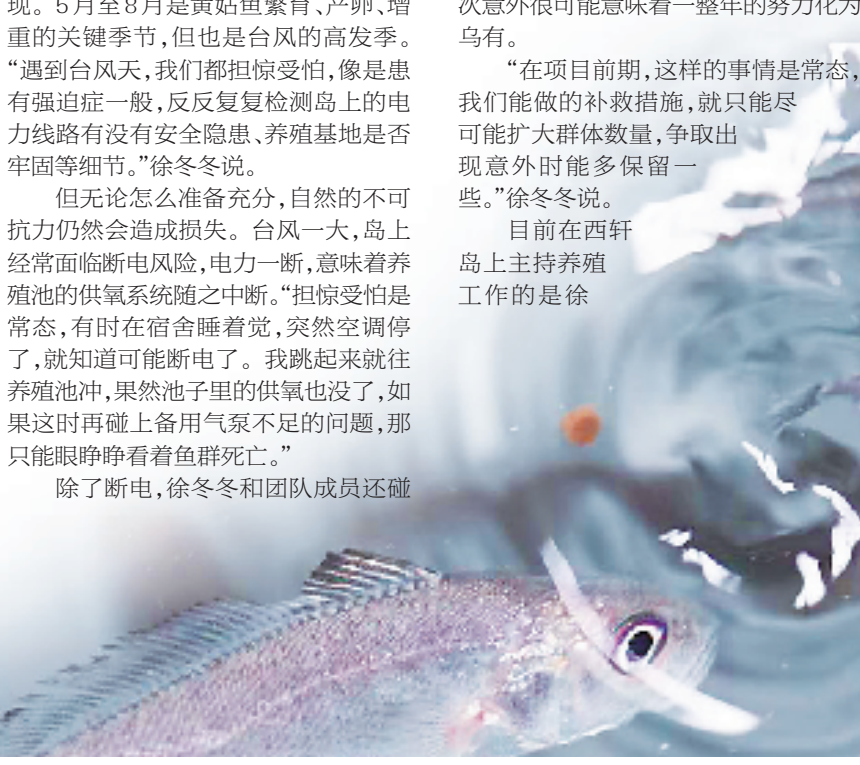 现。5月至8月是黄姑鱼繁育、产卵、增
重的关键季节,但也是台风的高发季。
“遇到台风天,我们都担惊受怕,像是患
有强迫症一般,反反复复检测岛上的电
力线路有没有安全隐患、养殖基地是否
牢固等细节。”徐冬冬说。
但无论怎么准备充分,自然的不可
抗力仍然会造成损失。台风一大,岛上
经常面临断电风险,电力一断,意味着养
殖池的供氧系统随之中断。“担惊受怕是
常态,有时在宿舍睡着觉,突然空调停
了,就知道可能断电了。我跳起来就往
养殖池冲,果然池子里的供氧也没了,如
果这时再碰上备用气泵不足的问题,那
只能眼睁睁看着鱼群死亡。”
除了断电,徐冬冬和团队成员还碰
次意外很可能意味着一整年的努力化为
乌有。
“在项目前期,这样的事情是常态,
我们能做的补救措施,就只能尽
可能扩大群体数量,争取出
现意外时能多保留一
些。”徐冬冬说。
目前在西轩
岛上主持养殖
工作的是徐